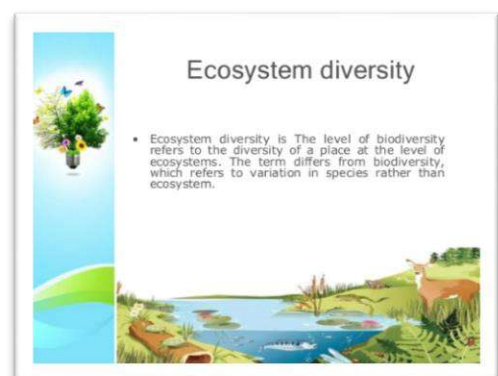 Ecosystem diversity
• Ecosystem diversity is The level of biodiversity
refers to the diversity of a place at the level of
ecosystems. The term differs from biodiversity,
which refers to variation in species rather than
ecosystem.